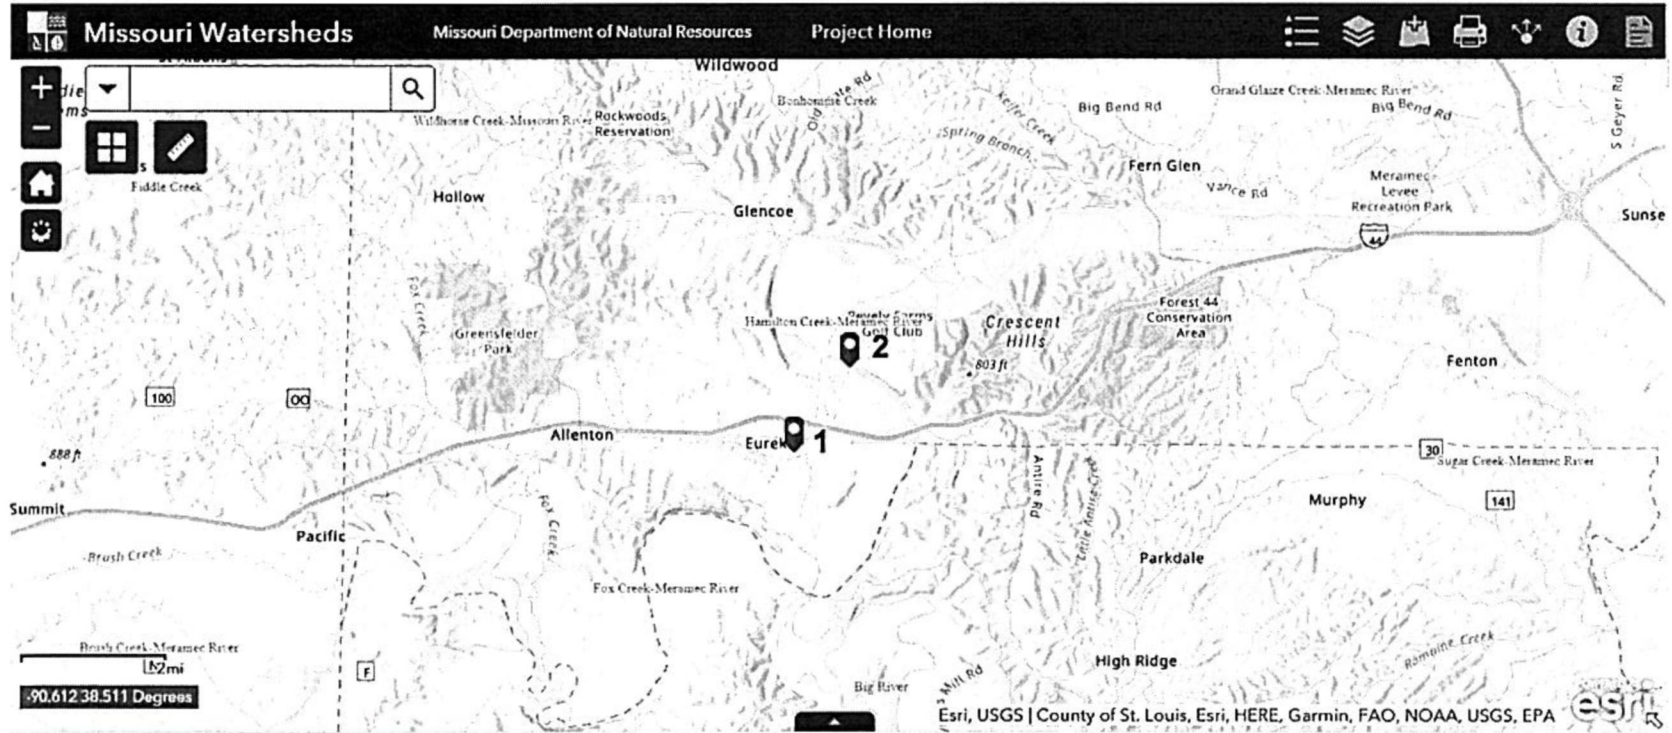 Missouri Watersheds
Missouri Department of Natural Resources
Project Home
Wildwood
Bonhomme Creek
Grand Glaize Creek-Meramec River
Big Bend Rd
Big Bend Rd
S Geyer Rd
Wildhorse Creek-Missouri River
Rockwoods
Reservation
Keifer Creek
Spring Branch
Fern Glen
Vance Rd
Meramec
Levee
Recreation Park
Fiddle Creek
Hollow
Glencoe
Sunse
44
Fox Creek
Greensfelder
Park
Hamilton Creek-Meramec River
Golf Club
2
Crescent
Hills
803 ft
Forest 44
Conservation
Area
Fenton
100
OO
Allenton
Eurek
1
30
Sugar Creek-Meramec River
888 ft
Summit
Pacific
Brush Creek
Fox Creek
Antire Rd
Little Antire Cree
Murphy
141
Parkdale
Fox Creek-Meramec River
Brush Creek-Meramec River
2mi
F
High Ridge
Romaine Creek
Big River
s Mill Rd
-90.612 38.511 Degrees
Esri, USGS | County of St. Louis, Esri, HERE, Garmin, FAO, NOAA, USGS, EPA
esri